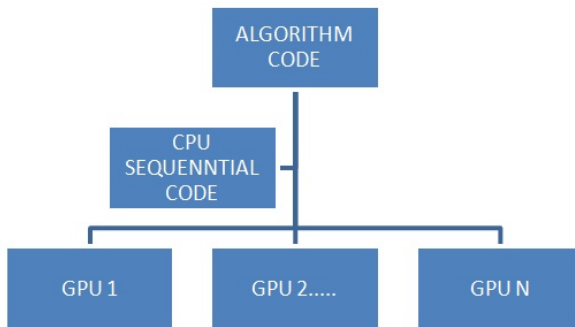 ALGORITHM
CODE
CPU
SEQUENNTIAL
CODE
GPU 1
GPU 2.....
GPU N